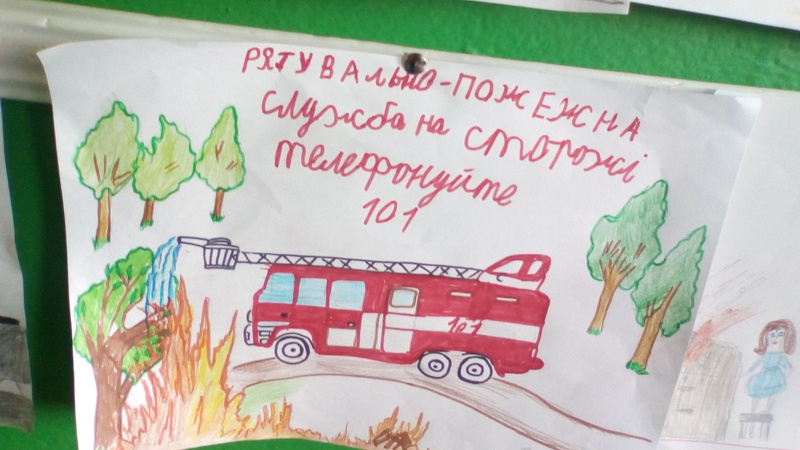 РЯТУВАЛЬНО-ПОЖЕЖНА
служба на сторожі
телефонуйте
101
101